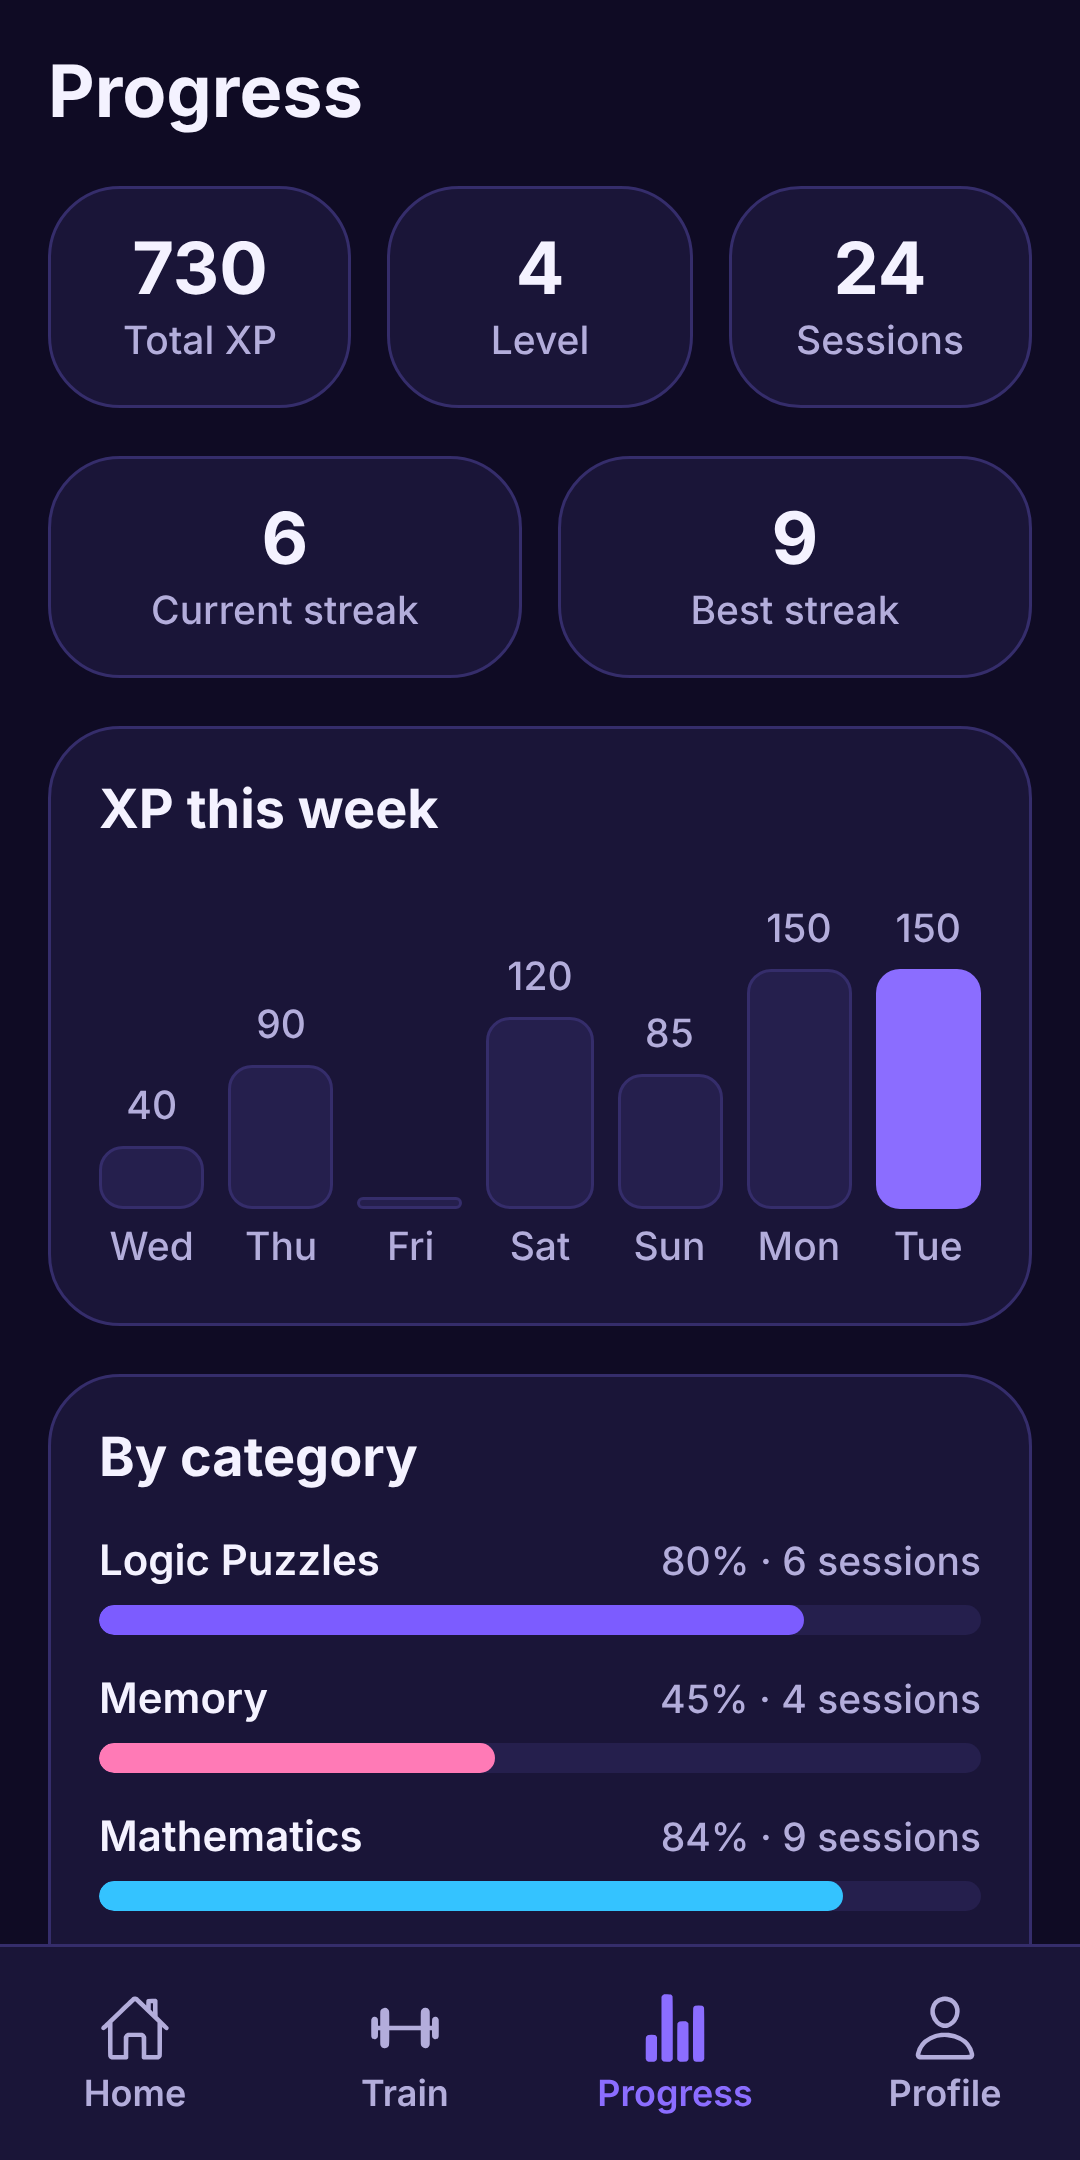 Progress
730
Total XP
4
Level
24
Sessions
6
Current streak
9
Best streak
XP this week
40
90
120
85
150
150
Wed
Thu
Fri
Sat
Sun
Mon
Tue
By category
Logic Puzzles
80% · 6 sessions
Memory
45% · 4 sessions
Mathematics
84% · 9 sessions
Home
Train
Progress
Profile